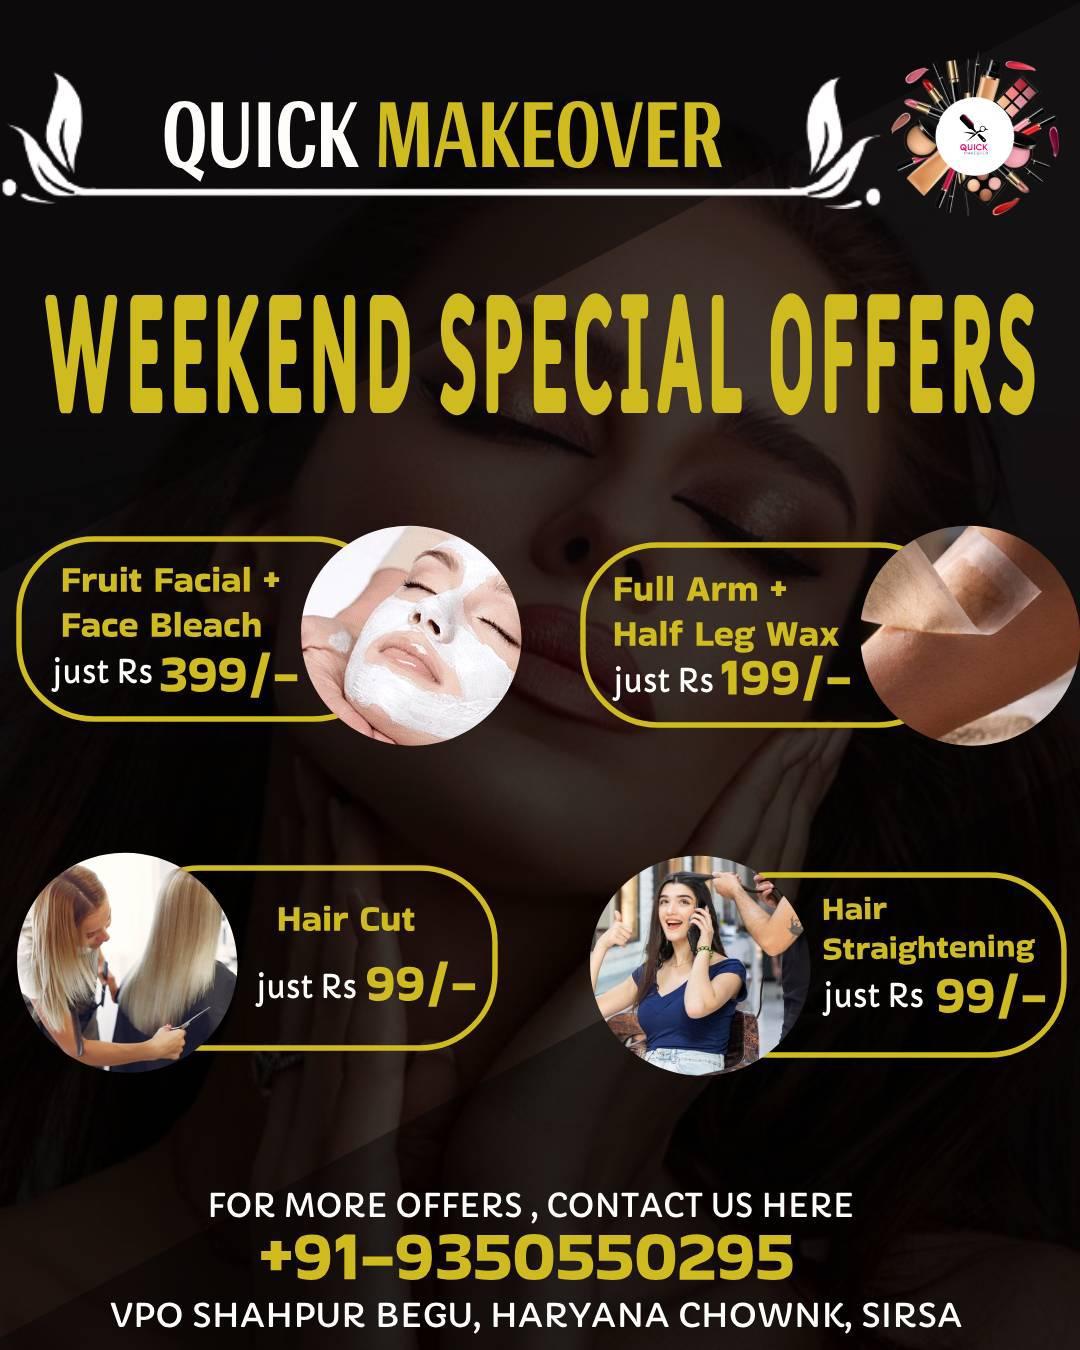 QUICK MAKEOVER
QUICK
WEEKEND SPECIAL OFFERS
Fruit Facial +
Face Bleach
just Rs 399/-
Full Arm +
Half Leg Wax
just Rs 199/-
Hair Cut
just Rs 99/-
Hair
Straightening
just Rs 99/-
FOR MORE OFFERS , CONTACT US HERE
+91-9350550295
VPO SHAHPUR BEGU, HARYANA CHOWNK, SIRSA